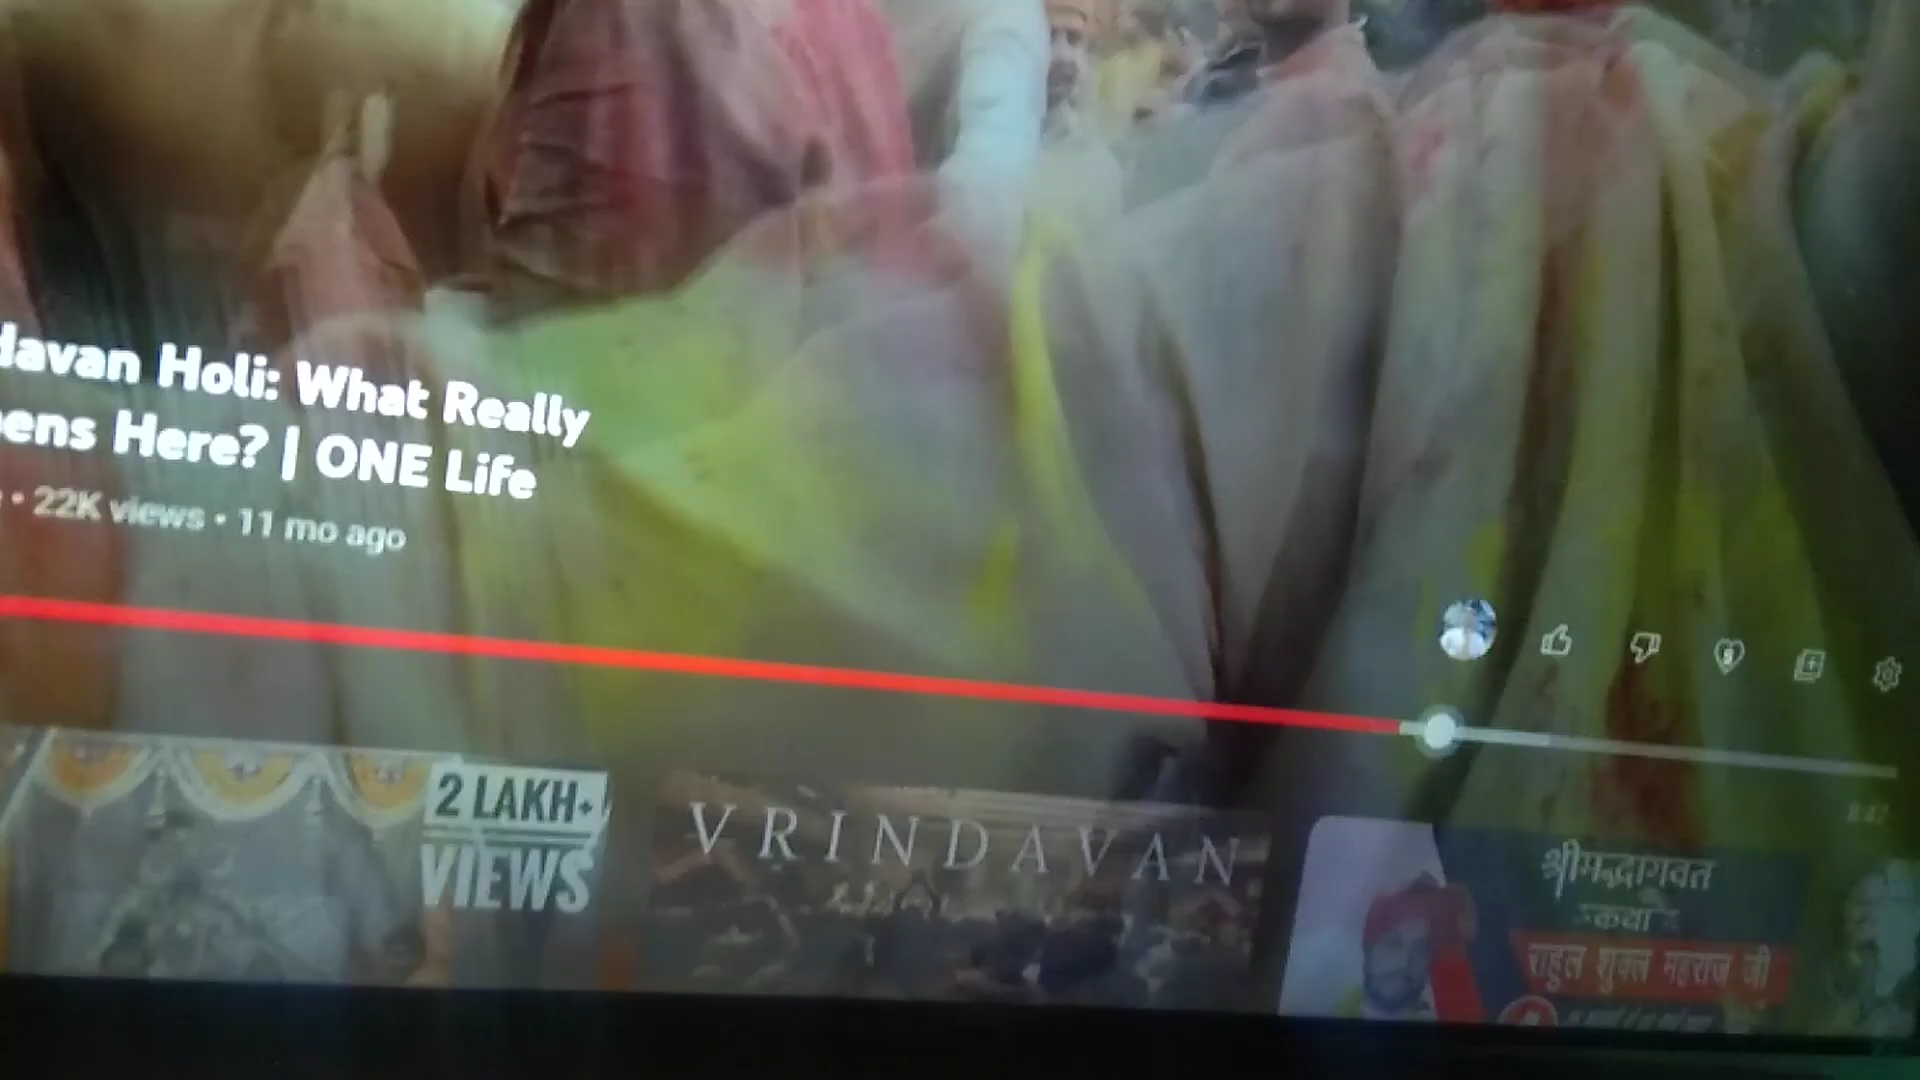 davan Holi: What Really
ens Here? | ONE Life
• 22K views • 11 mo ago
2 LAKH+
VIEWS
VRINDAVAN
श्रीमद्भागवत
कथा
राहुल शुक्ल महाराज जी